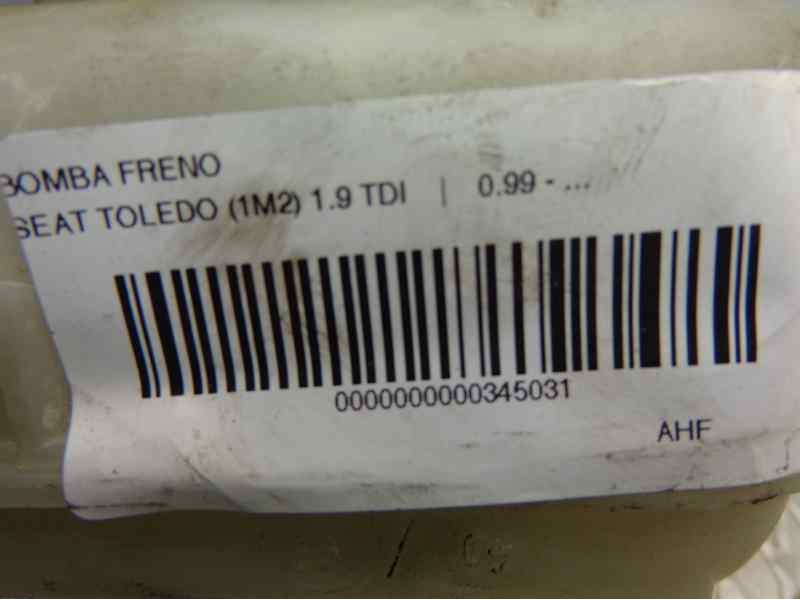 BOMBA FRENO
SEAT TOLEDO (1M2) 1.9 TDI | 0.99 - ...
0000000000345031
AHF